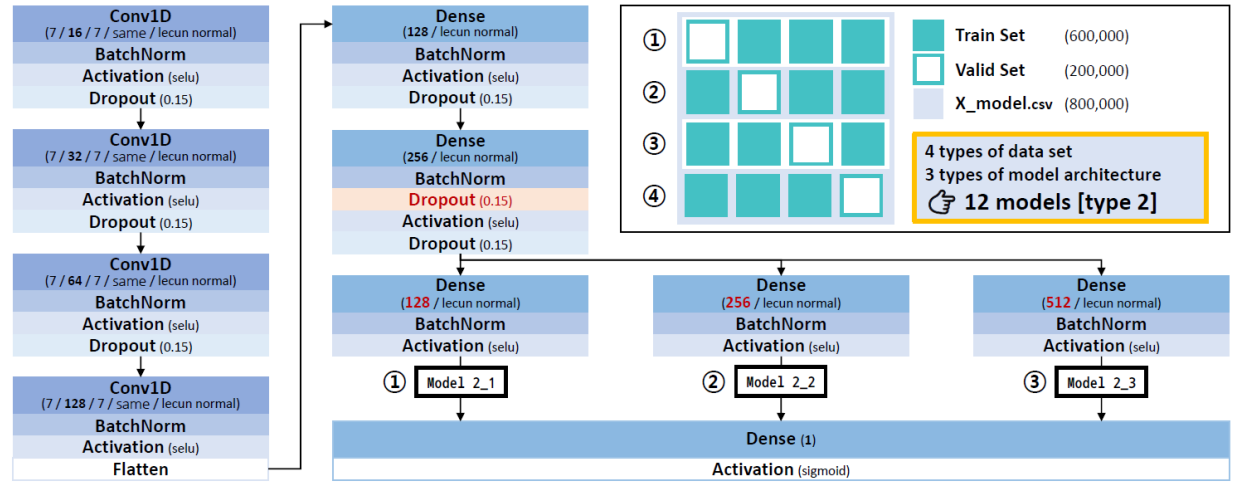 Conv1D
(7 / 16 / 7 / same / lecun normal)
BatchNorm
Activation (selu)
Dropout (0.15)
Conv1D
(7 / 32 / 7 / same / lecun normal)
BatchNorm
Activation (selu)
Dropout (0.15)
Conv1D
(7 / 64 / 7 / same / lecun normal)
BatchNorm
Activation (selu)
Dropout (0.15)
Conv1D
(7 / 128 / 7 / same / lecun normal)
BatchNorm
Activation (selu)
Flatten
Dense
(128 / lecun normal)
BatchNorm
Activation (selu)
Dropout (0.15)
Dense
(256 / lecun normal)
BatchNorm
Dropout (0.15)
Activation (selu)
Dropout (0.15)
Dense
(128 / lecun normal)
BatchNorm
Activation (selu)
① Model 2_1
Dense
(256 / lecun normal)
BatchNorm
Activation (selu)
② Model 2_2
Dense
(512 / lecun normal)
BatchNorm
Activation (selu)
③ Model 2_3
Dense (1)
Activation (sigmoid)
①
②
③
④
Train Set (600,000)
Valid Set (200,000)
X_model.csv (800,000)
4 types of data set
3 types of model architecture
12 models [type 2]